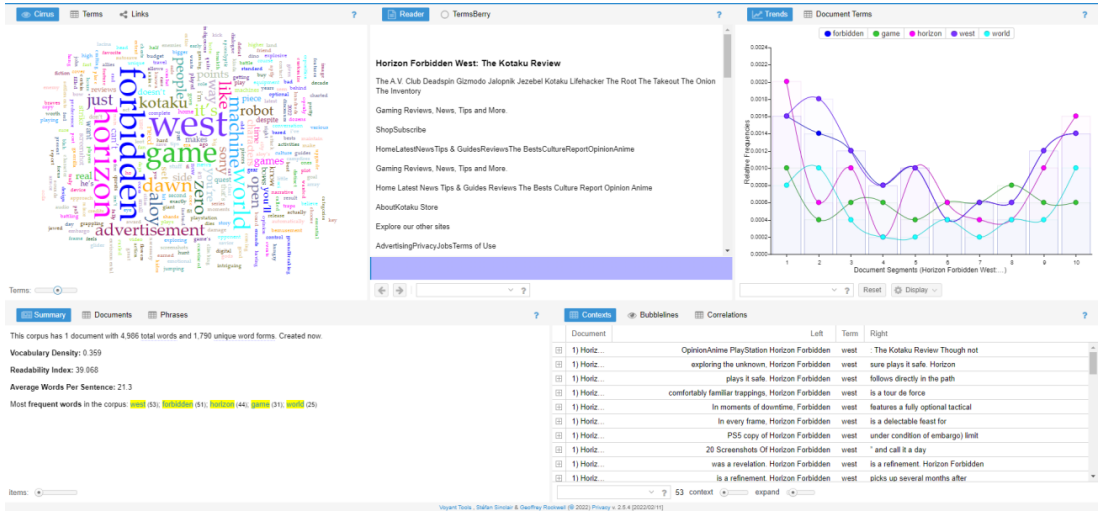 Cirrus Terms Links ?
forbidden
west
horizon
game
machine
world
dawn
zero
aloy
advertisement
kotaku
just
like
people
points
robot
open
sony
games
Terms:
Reader TermsBerry ?
Horizon Forbidden West: The Kotaku Review
The A.V. Club Deadspin Gizmodo Jalopnik Jezebel Kotaku Lifehacker The Root The Takeout The Onion
The Inventory
Gaming Reviews, News, Tips and More.
ShopSubscribe
HomeLatestNewsTips & GuidesReviewsThe BestsCultureReportOpinionAnime
Gaming Reviews, News, Tips and More.
Home Latest News Tips & Guides Reviews The Bests Culture Report Opinion Anime
AboutKotaku Store
Explore our other sites
AdvertisingPrivacyJobsTerms of Use
?
Trends Document Terms ?
forbidden game horizon west world
Relative Frequencies
0.0024
0.0020
0.0018
0.0016
0.0014
0.0012
0.0010
0.0008
0.0006
0.0004
0.0002
0.0000
1 2 3 4 5 6 7 8 9 10
Document Segments (Horizon Forbidden West:...)
? Reset Display
Summary Documents Phrases ?
This corpus has 1 document with 4,986 total words and 1,790 unique word forms. Created now.
Vocabulary Density: 0.359
Readability Index: 39.068
Average Words Per Sentence: 21.3
Most frequent words in the corpus: west (53); forbidden (51); horizon (44); game (31); world (25)
items:
Contexts Bubblelines Correlations ?
Document Left Term Right
1) Horiz... OpinionAnime PlayStation Horizon Forbidden west : The Kotaku Review Though not
1) Horiz... exploring the unknown, Horizon Forbidden west sure plays it safe. Horizon
1) Horiz... plays it safe. Horizon Forbidden west follows directly in the path
1) Horiz... comfortably familiar trappings, Horizon Forbidden west is a tour de force
1) Horiz... In moments of downtime, Forbidden west features a fully optional tactical
1) Horiz... In every frame, Horizon Forbidden west is a delectable feast for
1) Horiz... PS5 copy of Horizon Forbidden west under condition of embargo) limit
1) Horiz... 20 Screenshots Of Horizon Forbidden west " and call it a day
1) Horiz... was a revelation. Horizon Forbidden west is a refinement. Horizon Forbidden
1) Horiz... is a refinement. Horizon Forbidden west picks up several months after
? 53 context expand
Voyant Tools , Stéfan Sinclair & Geoffrey Rockwell (© 2022) Privacy v. 2.5.4 [2022/02/11]